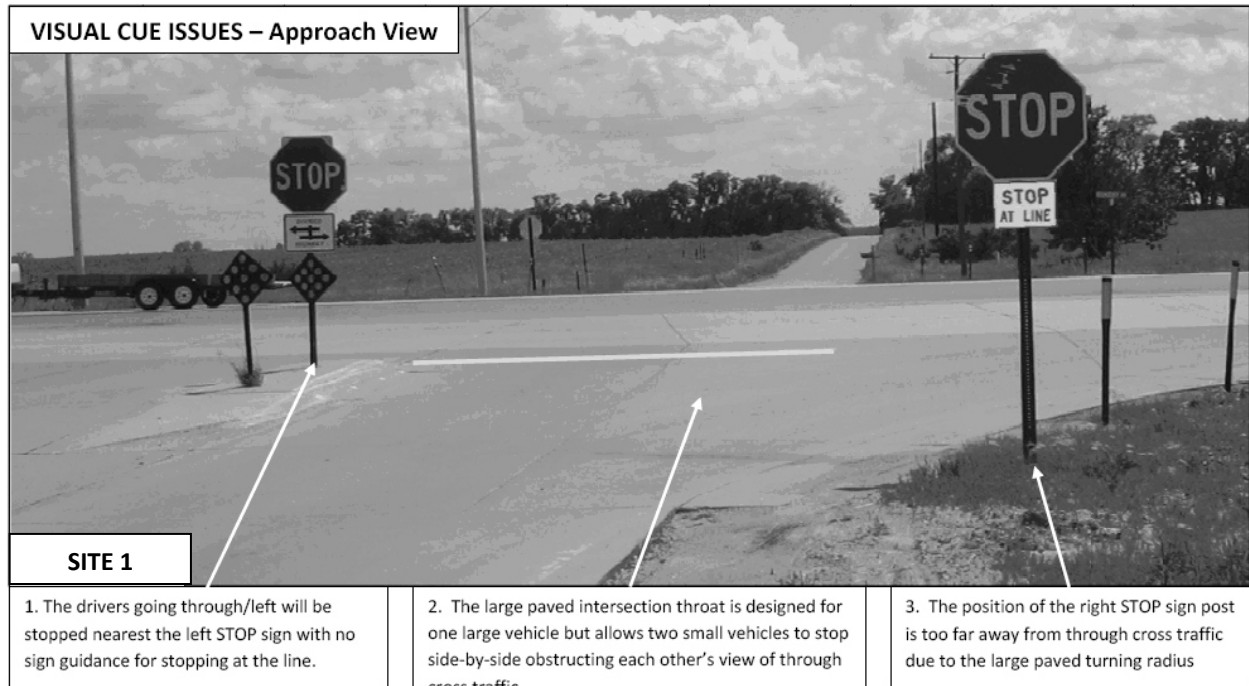 VISUAL CUE ISSUES – Approach View
STOP
STOP
STOP
AT LINE
SITE 1
1. The drivers going through/left will be
stopped nearest the left STOP sign with no
sign guidance for stopping at the line.
2. The large paved intersection throat is designed for
one large vehicle but allows two small vehicles to stop
side-by-side obstructing each other's view of through
cross traffic
3. The position of the right STOP sign post
is too far away from through cross traffic
due to the large paved turning radius